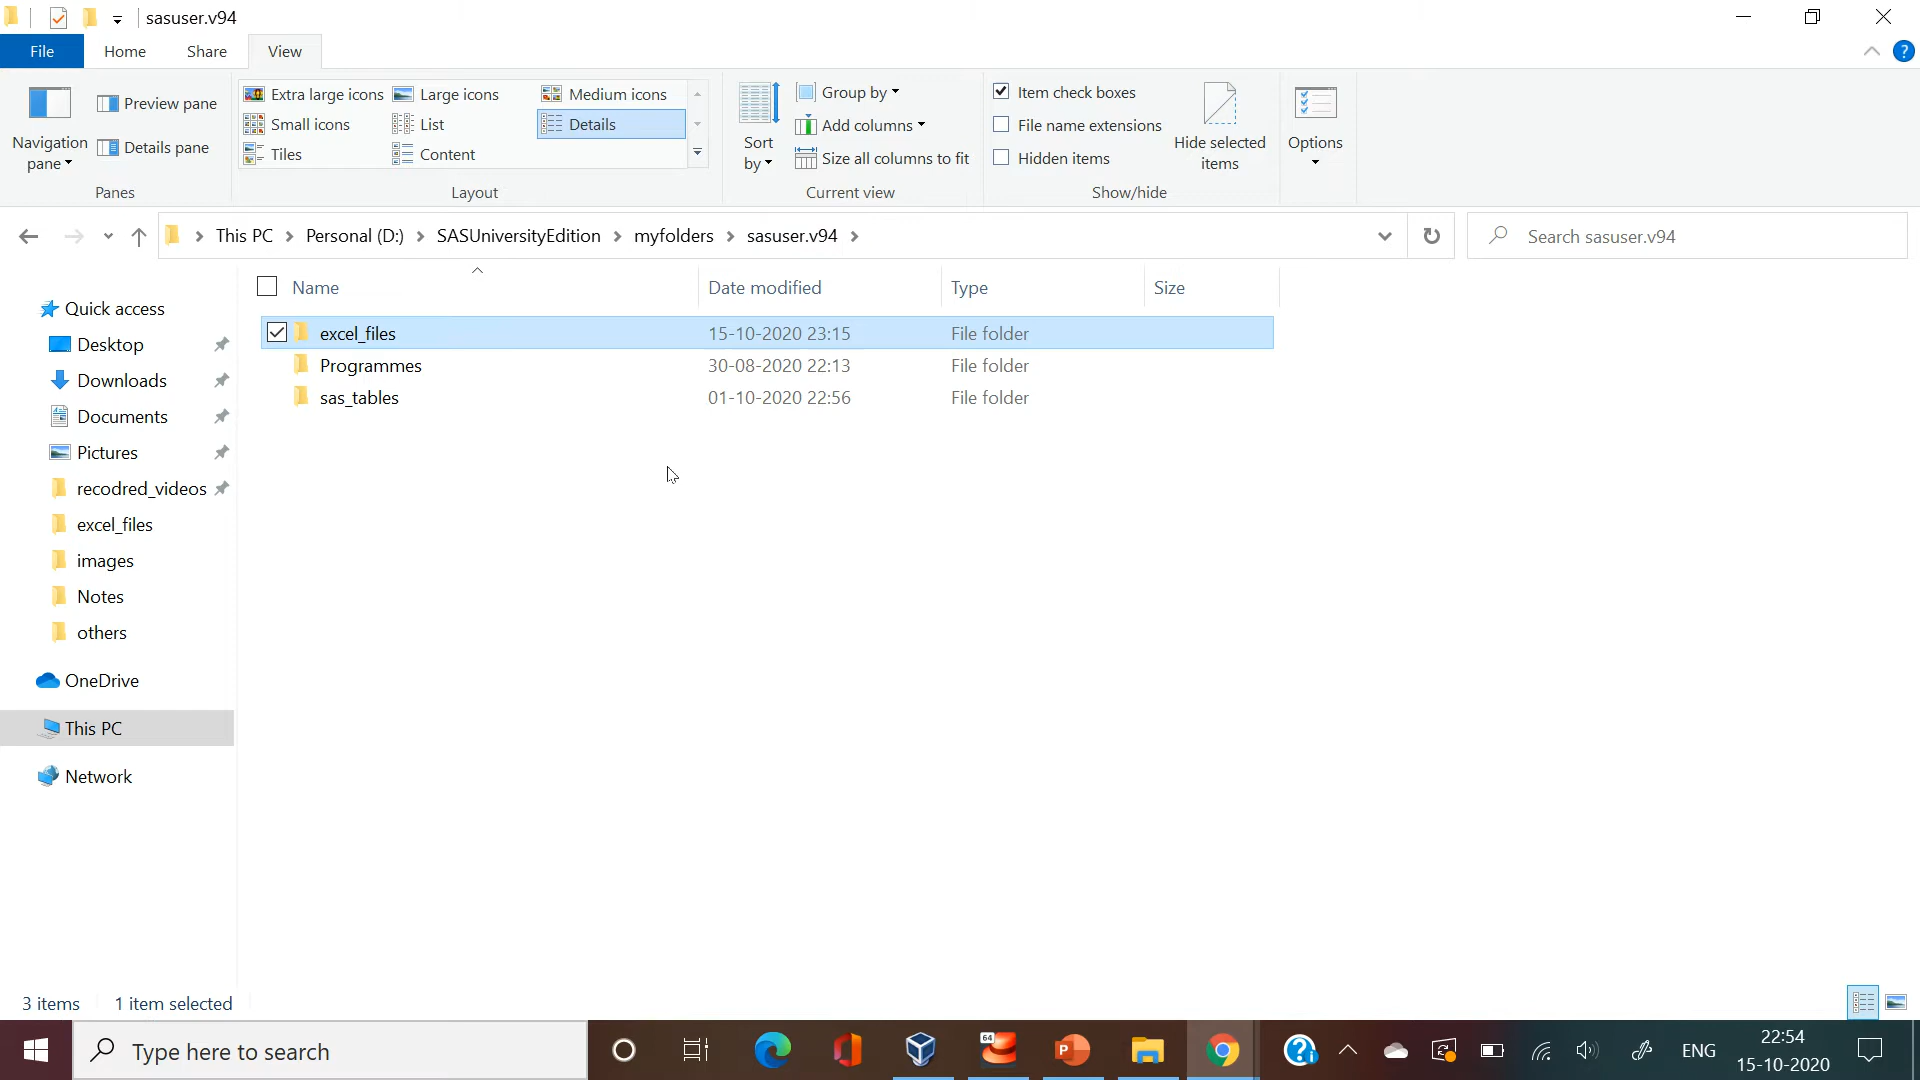 sasuser.v94
File Home Share View
Navigation pane
Preview pane
Details pane
Panes
Extra large icons Large icons Medium icons
Small icons List Details
Tiles Content
Layout
Sort by
Group by
Add columns
Size all columns to fit
Current view
Item check boxes
File name extensions
Hidden items
Hide selected items
Show/hide
Options
This PC Personal (D:) SASUniversityEdition myfolders sasuser.v94
Search sasuser.v94
Name Date modified Type Size
excel_files 15-10-2020 23:15 File folder
Programmes 30-08-2020 22:13 File folder
sas_tables 01-10-2020 22:56 File folder
Quick access
Desktop
Downloads
Documents
Pictures
recodred_videos
excel_files
images
Notes
others
OneDrive
This PC
Network
3 items 1 item selected
Type here to search
64
P
ENG
22:54
15-10-2020